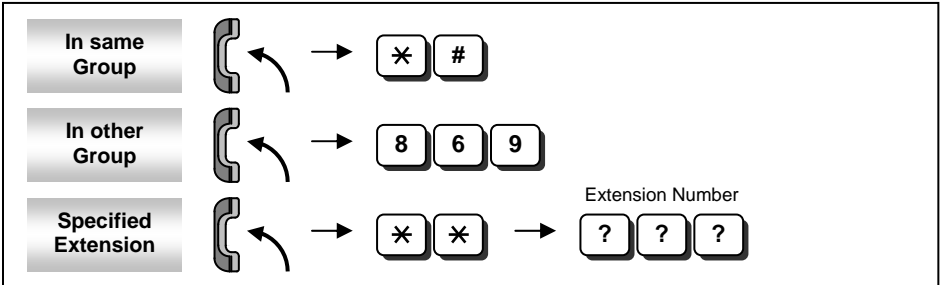 In same
Group
* #
In other
Group
8 6 9
Extension Number
Specified
Extension
* * ? ? ?